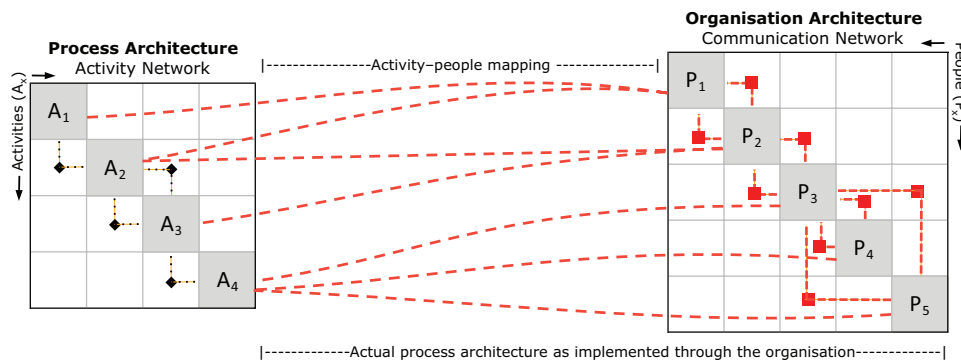 Organisation Architecture
Communication Network
Process Architecture
Activity Network
|--------------Activity–people mapping--------------|
Activities (Aₓ)
People (Pₓ)
A₁
A₂
A₃
A₄
P₁
P₂
P₃
P₄
P₅
|------------Actual process architecture as implemented through the organisation------------|